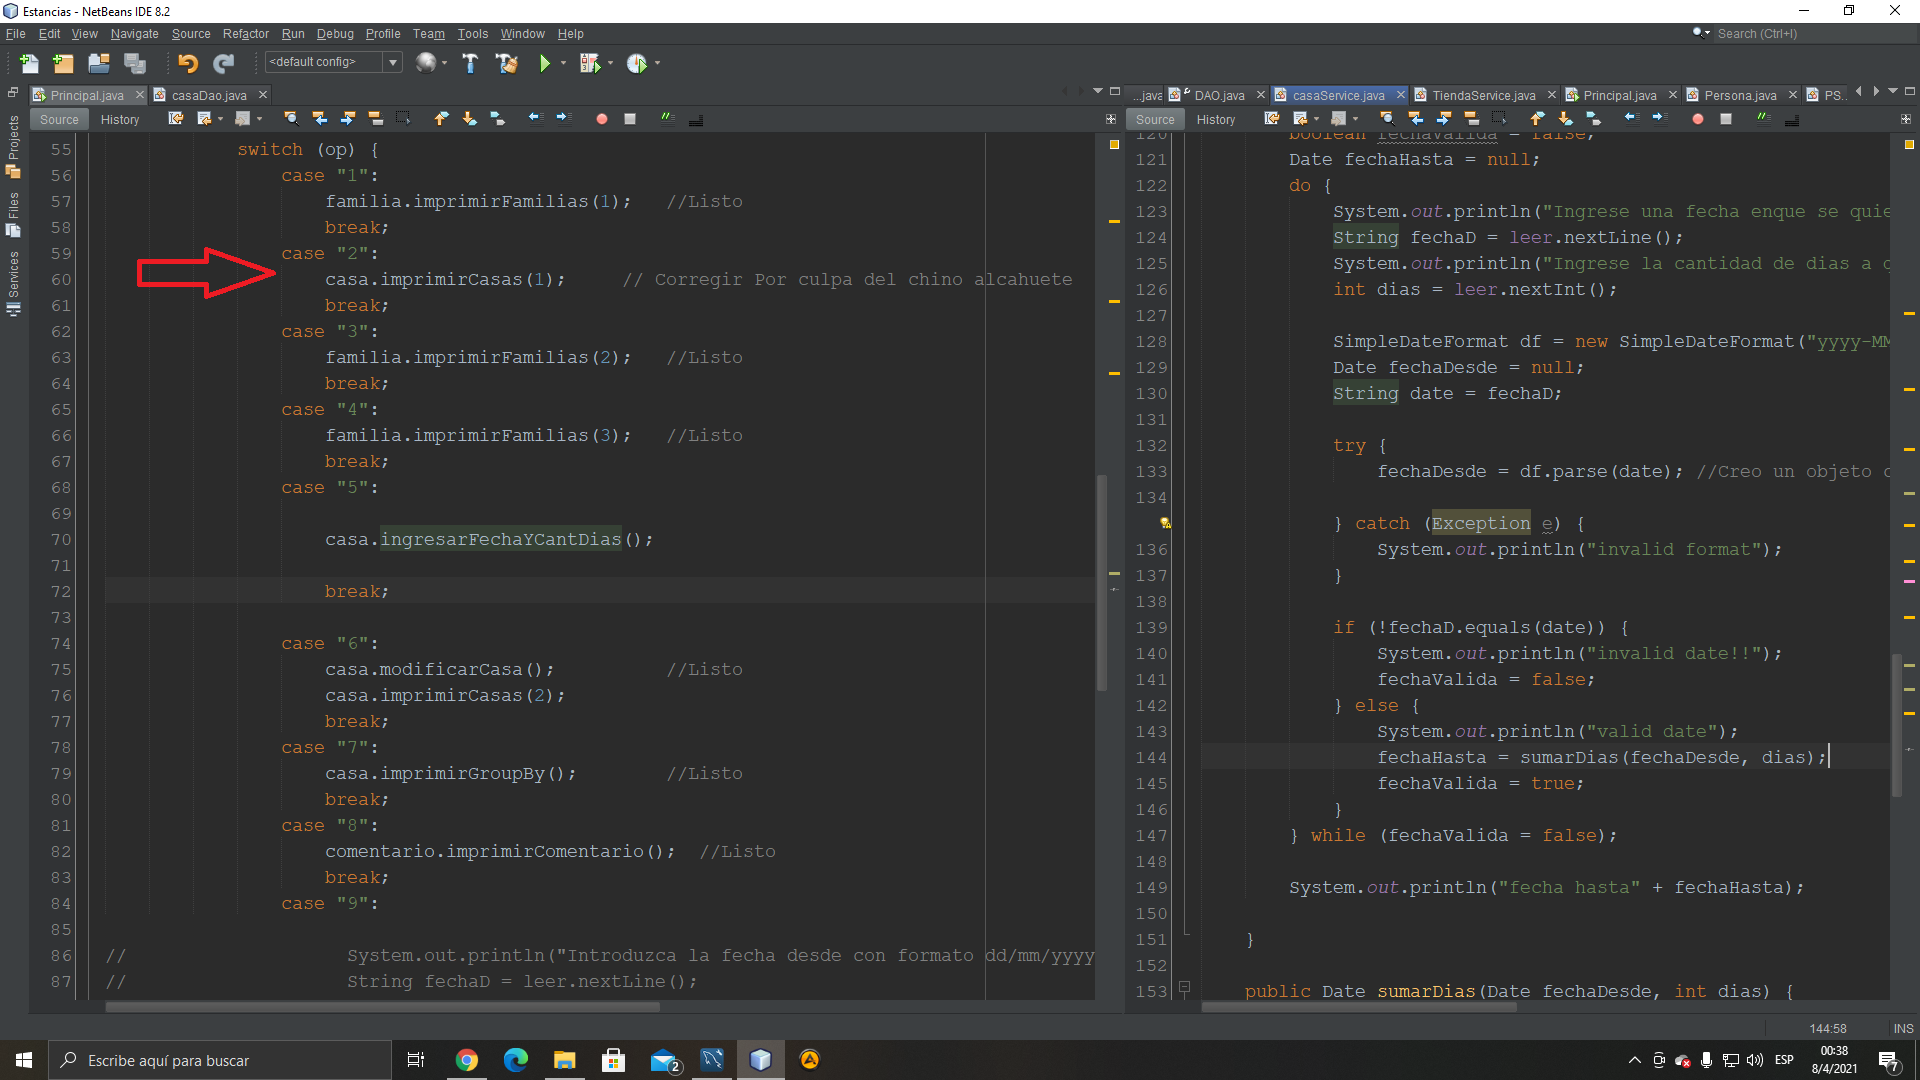 Estancias - NetBeans IDE 8.2
File Edit View Navigate Source Refactor Run Debug Profile Team Tools Window Help
Search (Ctrl+I)
<default config>
Principal.java casaDao.java
Source History
Projects
Files
Services
55 switch (op) {
56 case "1":
57 familia.imprimirFamilias(1); //Listo
58 break;
59 case "2":
60 casa.imprimirCasas(1); // Corregir Por culpa del chino alcahuete
61 break;
62 case "3":
63 familia.imprimirFamilias(2); //Listo
64 break;
65 case "4":
66 familia.imprimirFamilias(3); //Listo
67 break;
68 case "5":
69
70 casa.ingresarFechaYCantDias();
71
72 break;
73
74 case "6":
75 casa.modificarCasa(); //Listo
76 casa.imprimirCasas(2);
77 break;
78 case "7":
79 casa.imprimirGroupBy(); //Listo
80 break;
81 case "8":
82 comentario.imprimirComentario(); //Listo
83 break;
84 case "9":
85
86 // System.out.println("Introduzca la fecha desde con formato dd/mm/yyyy
87 // String fechaD = leer.nextLine();
...java DAO.java casaService.java TiendaService.java Principal.java Persona.java PS...
Source History
120 boolean fechaValida = false;
121 Date fechaHasta = null;
122 do {
123 System.out.println("Ingrese una fecha enque se quie
124 String fechaD = leer.nextLine();
125 System.out.println("Ingrese la cantidad de dias a q
126 int dias = leer.nextInt();
127
128 SimpleDateFormat df = new SimpleDateFormat("yyyy-MM
129 Date fechaDesde = null;
130 String date = fechaD;
131
132 try {
133 fechaDesde = df.parse(date); //Creo un objeto d
134
} catch (Exception e) {
136 System.out.println("invalid format");
137 }
138
139 if (!fechaD.equals(date)) {
140 System.out.println("invalid date!!");
141 fechaValida = false;
142 } else {
143 System.out.println("valid date");
144 fechaHasta = sumarDias(fechaDesde, dias);
145 fechaValida = true;
146 }
147 } while (fechaValida = false);
148
149 System.out.println("fecha hasta" + fechaHasta);
150
151 }
152
153 public Date sumarDias(Date fechaDesde, int dias) {
144:58 INS
Escribe aquí para buscar
2
ESP
00:38
8/4/2021
7